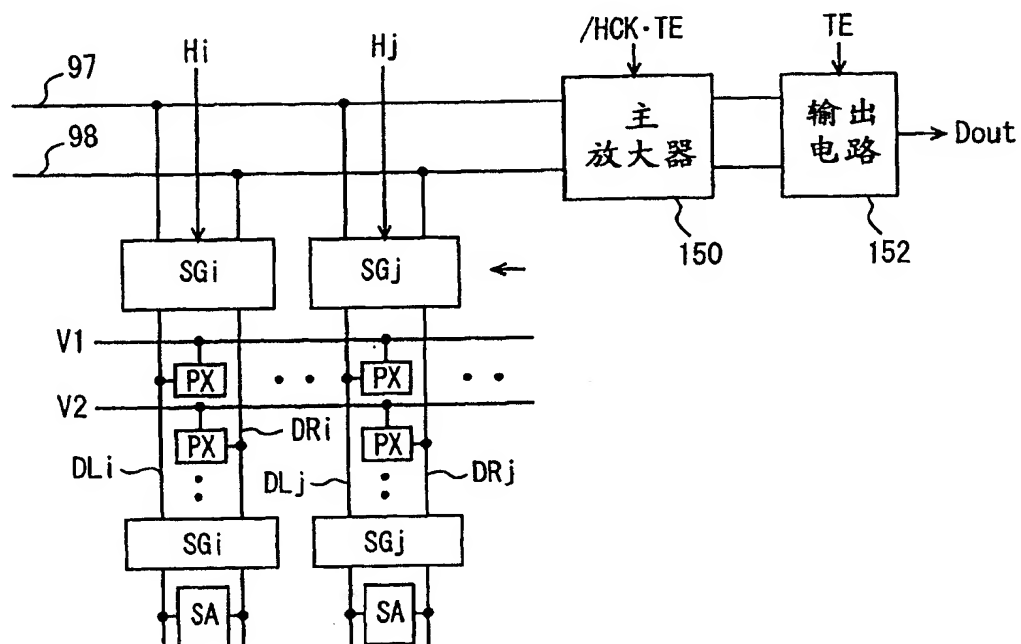 /HCK·TE
TE
Hi
Hj
97
98
主
放大器
输出
电路
Dout
150
152
SGi
SGj
V1
PX
PX
V2
PX
PX
DRi
DLi
DLj
DRj
SGi
SGj
SA
SA